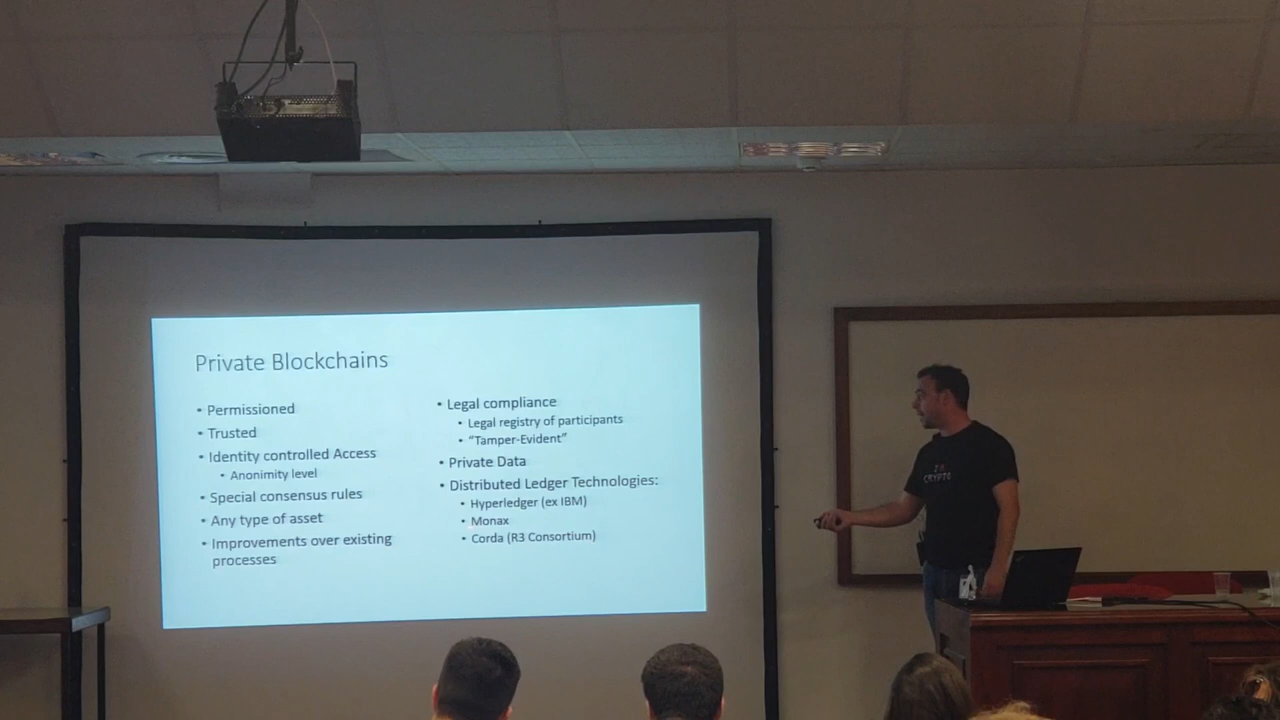 Private Blockchains
• Permissioned
• Trusted
• Identity controlled Access
• Anonimity level
• Special consensus rules
• Any type of asset
• Improvements over existing
processes
• Legal compliance
• Legal registry of participants
• “Tamper-Evident”
• Private Data
• Distributed Ledger Technologies:
• Hyperledger (ex IBM)
• Monax
• Corda (R3 Consortium)
CRYPTO